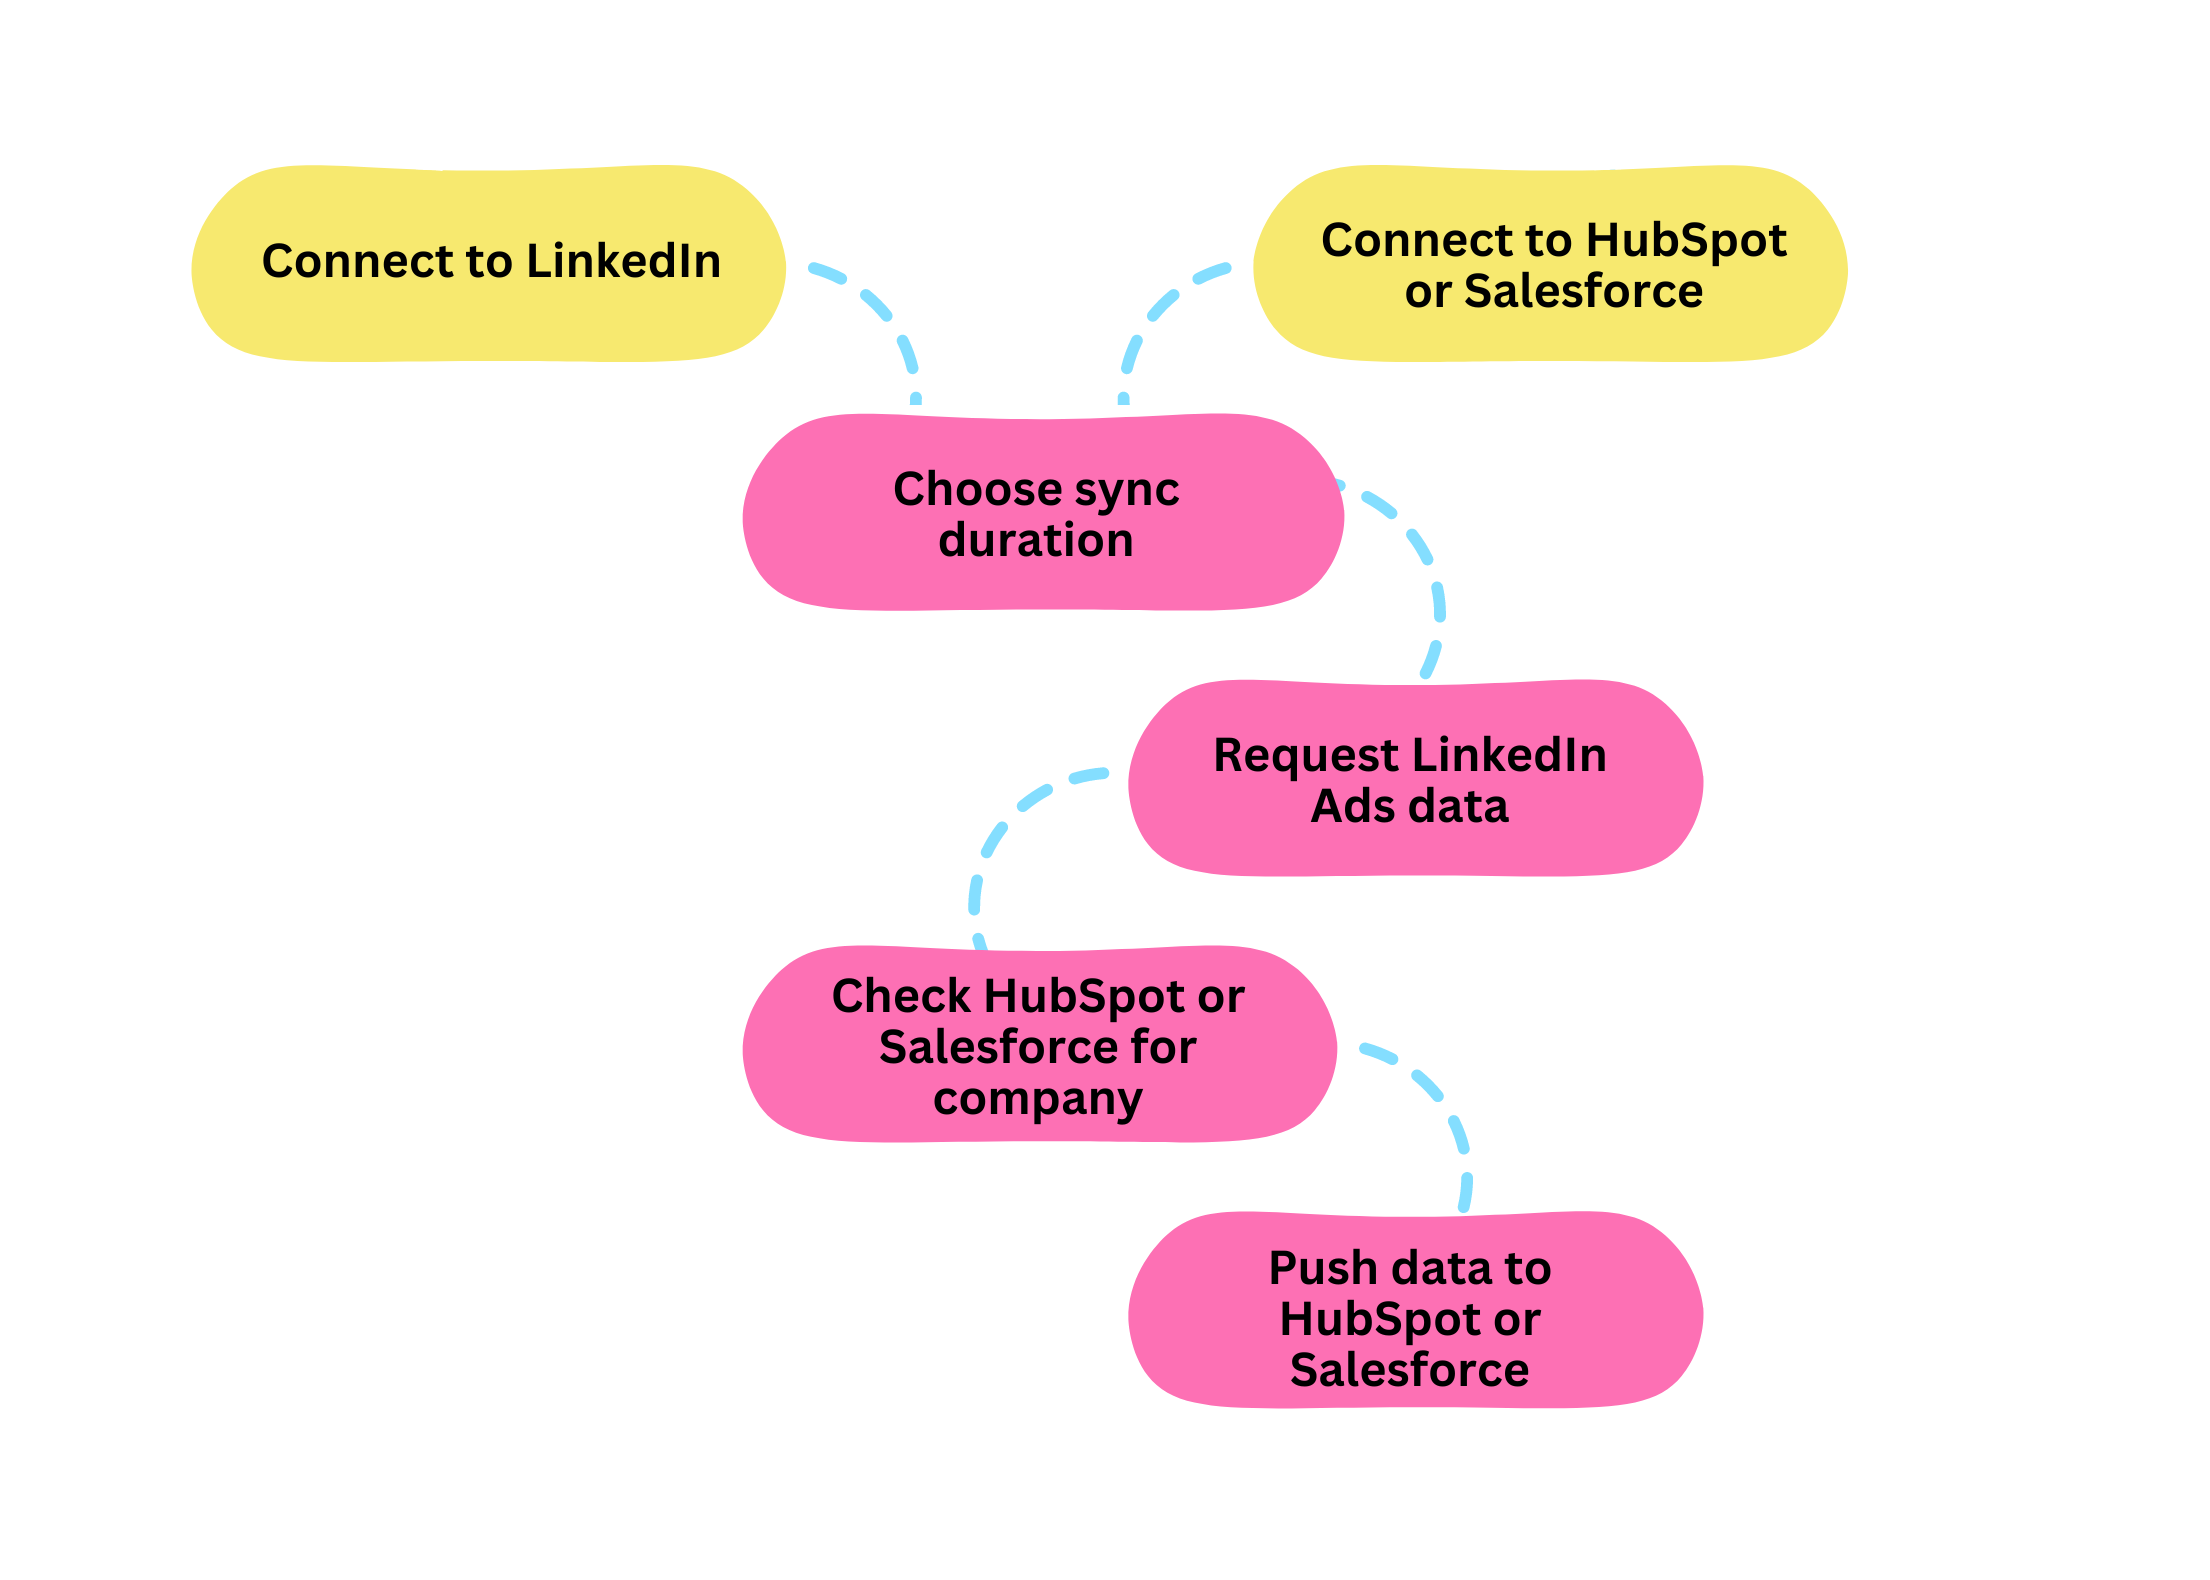 Connect to LinkedIn
Connect to HubSpot
or Salesforce
Choose sync
duration
Request LinkedIn
Ads data
Check HubSpot or
Salesforce for
company
Push data to
HubSpot or
Salesforce